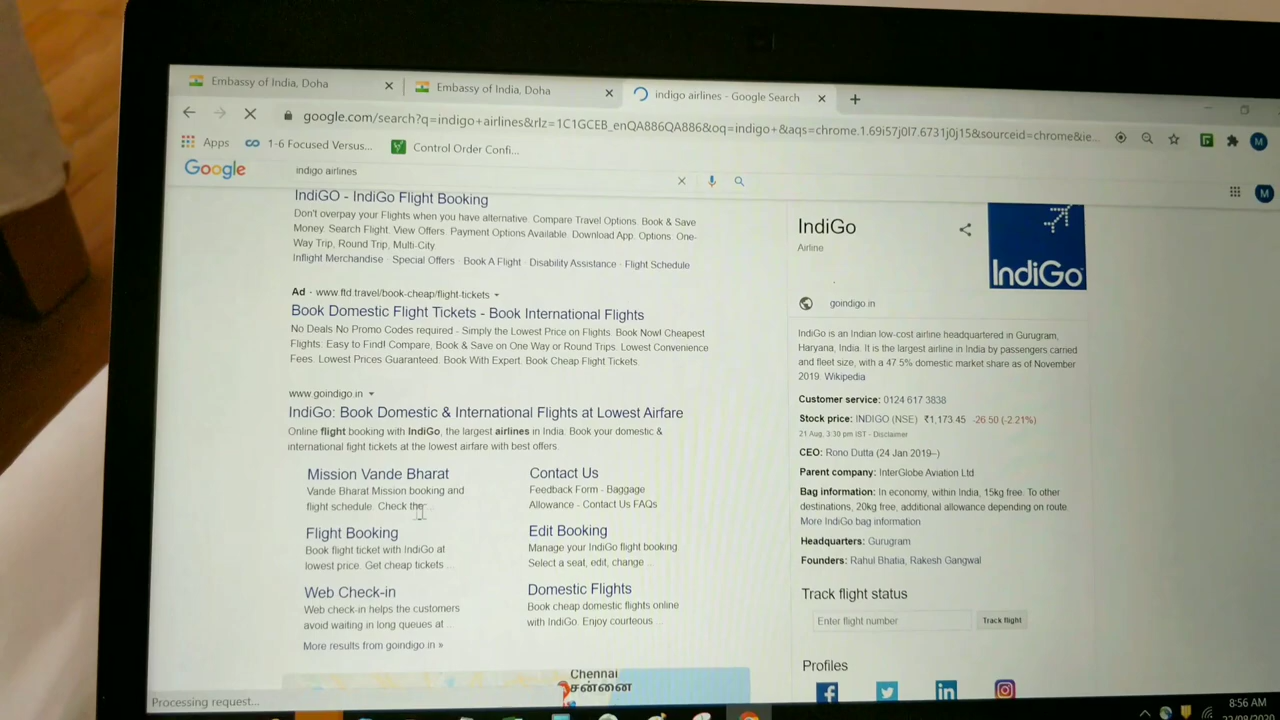 Embassy of India, Doha
Embassy of India, Doha
indigo airlines - Google Search
google.com/search?q=indigo+airlines&rlz=1C1GCEB_enQA886QA886&oq=indigo+&aqs=chrome.1.69i57j0l7.6731j0j15&sourceid=chrome&ie...
Apps
1-6 Focused Versus...
Control Order Confi...
M
Google
indigo airlines
M
IndiGO - IndiGo Flight Booking
Don't overpay your Flights when you have alternative. Compare Travel Options. Book & Save
Money. Search Flight. View Offers. Payment Options Available. Download App. Options: One-
Way Trip, Round Trip, Multi-City
Inflight Merchandise · Special Offers · Book A Flight · Disability Assistance · Flight Schedule
Ad · www.ftd.travel/book-cheap/flight-tickets
Book Domestic Flight Tickets - Book International Flights
No Deals No Promo Codes required - Simply the Lowest Price on Flights. Book Now! Cheapest
Flights. Easy to Find! Compare, Book & Save on One Way or Round Trips. Lowest Convenience
Fees. Lowest Prices Guaranteed. Book With Expert. Book Cheap Flight Tickets.
www.goindigo.in
IndiGo: Book Domestic & International Flights at Lowest Airfare
Online flight booking with IndiGo, the largest airlines in India. Book your domestic &
international flight tickets at the lowest airfare with best offers.
Mission Vande Bharat
Vande Bharat Mission booking and
flight schedule. Check the
Contact Us
Feedback Form - Baggage
Allowance - Contact Us FAQs
Flight Booking
Book flight ticket with IndiGo at
lowest price. Get cheap tickets ...
Edit Booking
Manage your IndiGo flight booking
Select a seat, edit, change ...
Web Check-in
Web check-in helps the customers
avoid waiting in long queues at ...
Domestic Flights
Book cheap domestic flights online
with IndiGo. Enjoy courteous ...
More results from goindigo.in »
Chennai
சென்னை
IndiGo
Airline
IndiGo
goindigo.in
IndiGo is an Indian low-cost airline headquartered in Gurugram,
Haryana, India. It is the largest airline in India by passengers carried
and fleet size, with a 47.5% domestic market share as of November
2019. Wikipedia
Customer service: 0124 617 3838
Stock price: INDIGO (NSE) ₹1,173.45 -26.50 (-2.21%)
21 Aug, 3:30 pm IST - Disclaimer
CEO: Rono Dutta (24 Jan 2019–)
Parent company: InterGlobe Aviation Ltd
Bag information: In economy, within India, 15kg free. To other
destinations, 20kg free, additional allowance depending on route.
More IndiGo bag information
Headquarters: Gurugram
Founders: Rahul Bhatia, Rakesh Gangwal
Track flight status
Enter flight number
Track flight
Profiles
Processing request...
8:56 AM